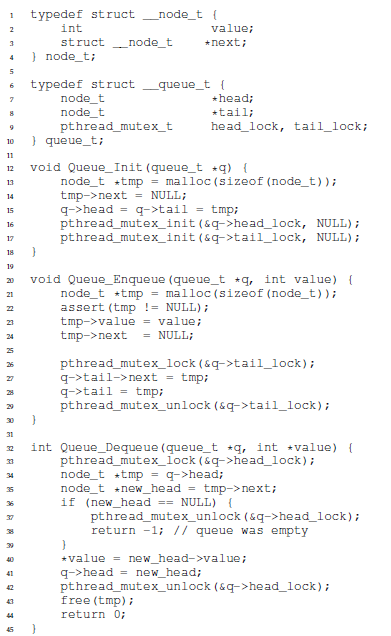 1 typedef struct __node_t {
2 int value;
3 struct __node_t *next;
4 } node_t;
5
6 typedef struct __queue_t {
7 node_t *head;
8 node_t *tail;
9 pthread_mutex_t head_lock, tail_lock;
10 } queue_t;
11
12 void Queue_Init(queue_t *q) {
13 node_t *tmp = malloc(sizeof(node_t));
14 tmp->next = NULL;
15 q->head = q->tail = tmp;
16 pthread_mutex_init(&q->head_lock, NULL);
17 pthread_mutex_init(&q->tail_lock, NULL);
18 }
19
20 void Queue_Enqueue(queue_t *q, int value) {
21 node_t *tmp = malloc(sizeof(node_t));
22 assert(tmp != NULL);
23 tmp->value = value;
24 tmp->next = NULL;
25
26 pthread_mutex_lock(&q->tail_lock);
27 q->tail->next = tmp;
28 q->tail = tmp;
29 pthread_mutex_unlock(&q->tail_lock);
30 }
31
32 int Queue_Dequeue(queue_t *q, int *value) {
33 pthread_mutex_lock(&q->head_lock);
34 node_t *tmp = q->head;
35 node_t *new_head = tmp->next;
36 if (new_head == NULL) {
37 pthread_mutex_unlock(&q->head_lock);
38 return -1; // queue was empty
39 }
40 *value = new_head->value;
41 q->head = new_head;
42 pthread_mutex_unlock(&q->head_lock);
43 free(tmp);
44 return 0;
45 }